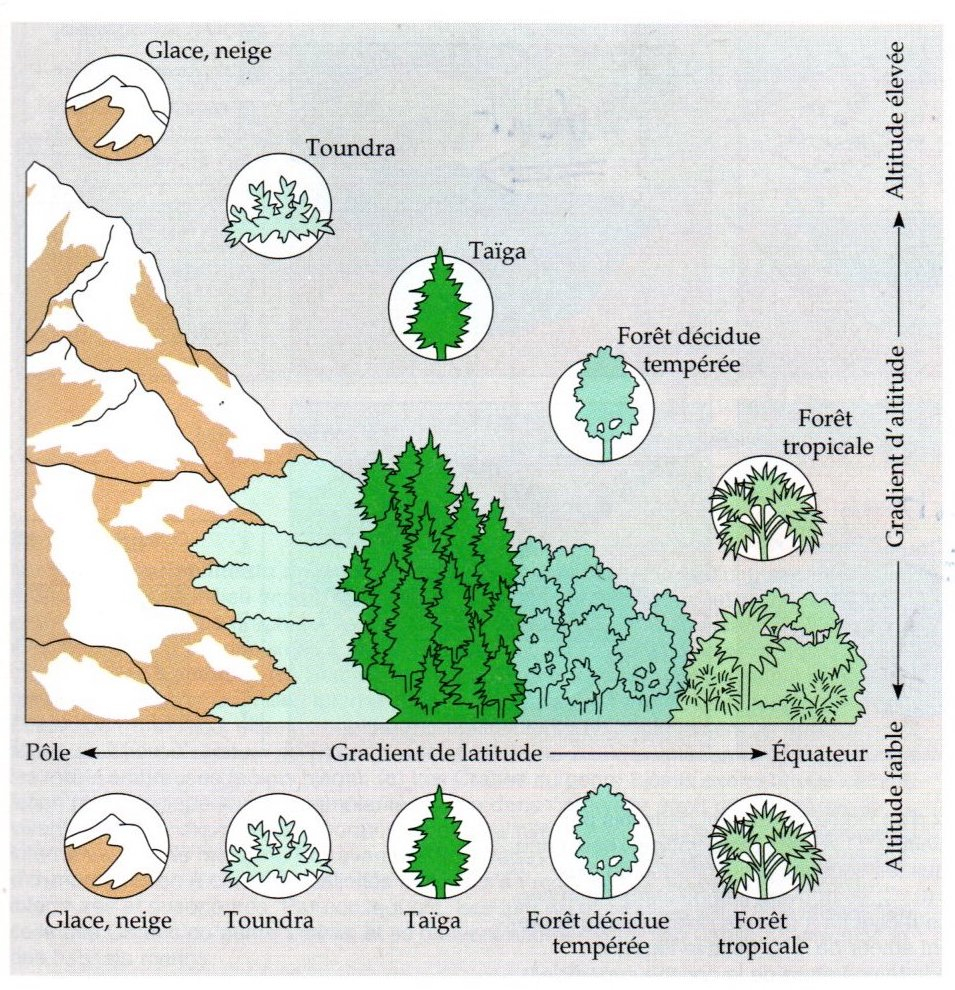 Glace, neige
Toundra
Taïga
Forêt décidue
tempérée
Forêt
tropicale
Altitude élevée
Gradient d'altitude
Altitude faible
Pôle
Gradient de latitude
Équateur
Glace, neige
Toundra
Taïga
Forêt décidue
tempérée
Forêt
tropicale